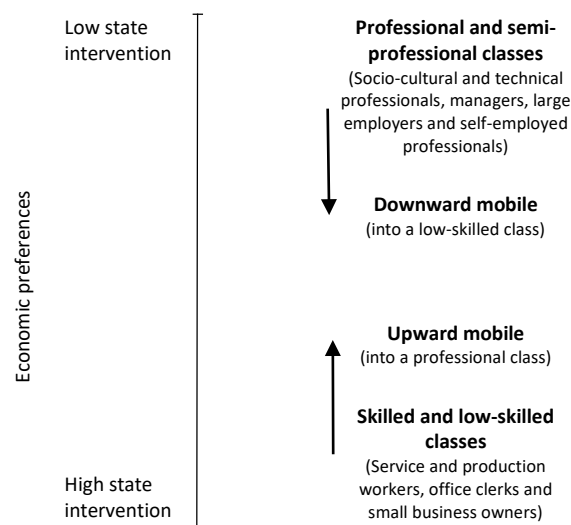 Low state
intervention
Professional and semi-
professional classes
(Socio-cultural and technical
professionals, managers, large
employers and self-employed
professionals)
Economic preferences
Downward mobile
(into a low-skilled class)
Upward mobile
(into a professional class)
Skilled and low-skilled
classes
(Service and production
workers, office clerks and
small business owners)
High state
intervention